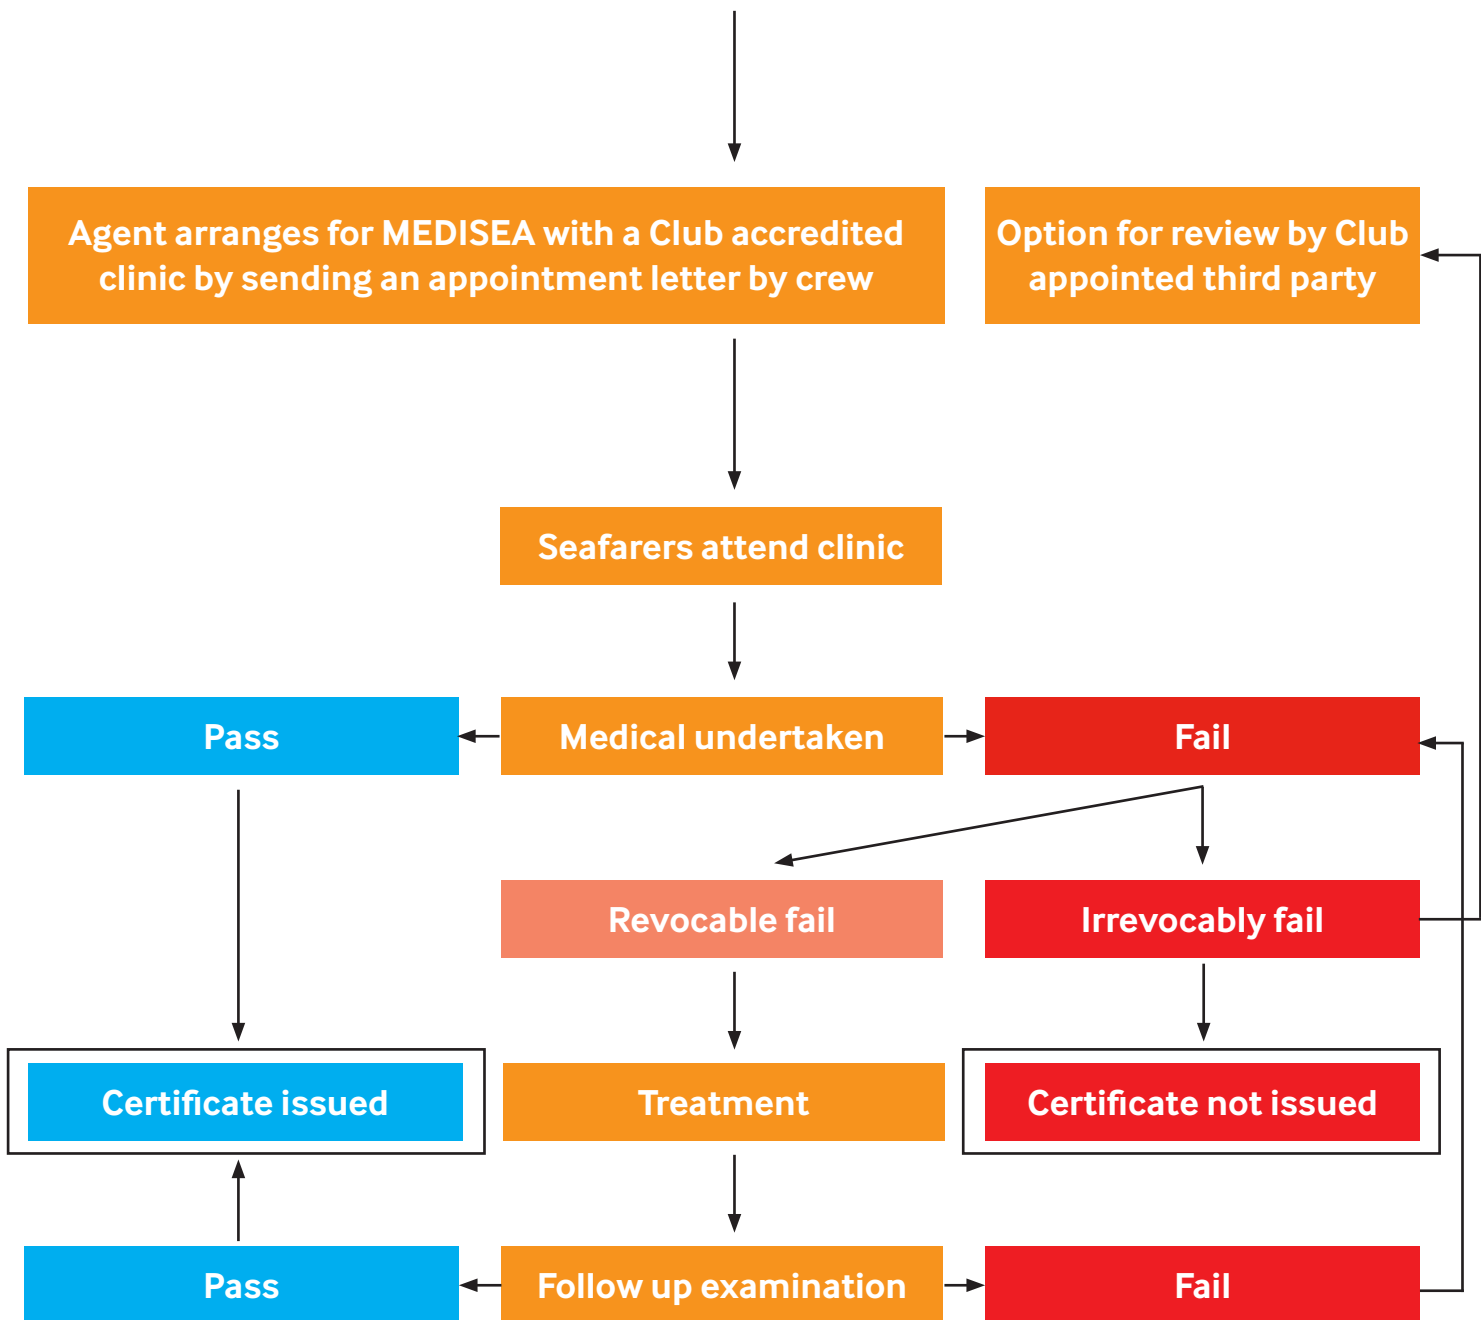 Agent arranges for MEDISEA with a Club accredited
clinic by sending an appointment letter by crew
Option for review by Club
appointed third party
Seafarers attend clinic
Pass
Medical undertaken
Fail
Revocable fail
Irrevocably fail
Certificate issued
Treatment
Certificate not issued
Pass
Follow up examination
Fail